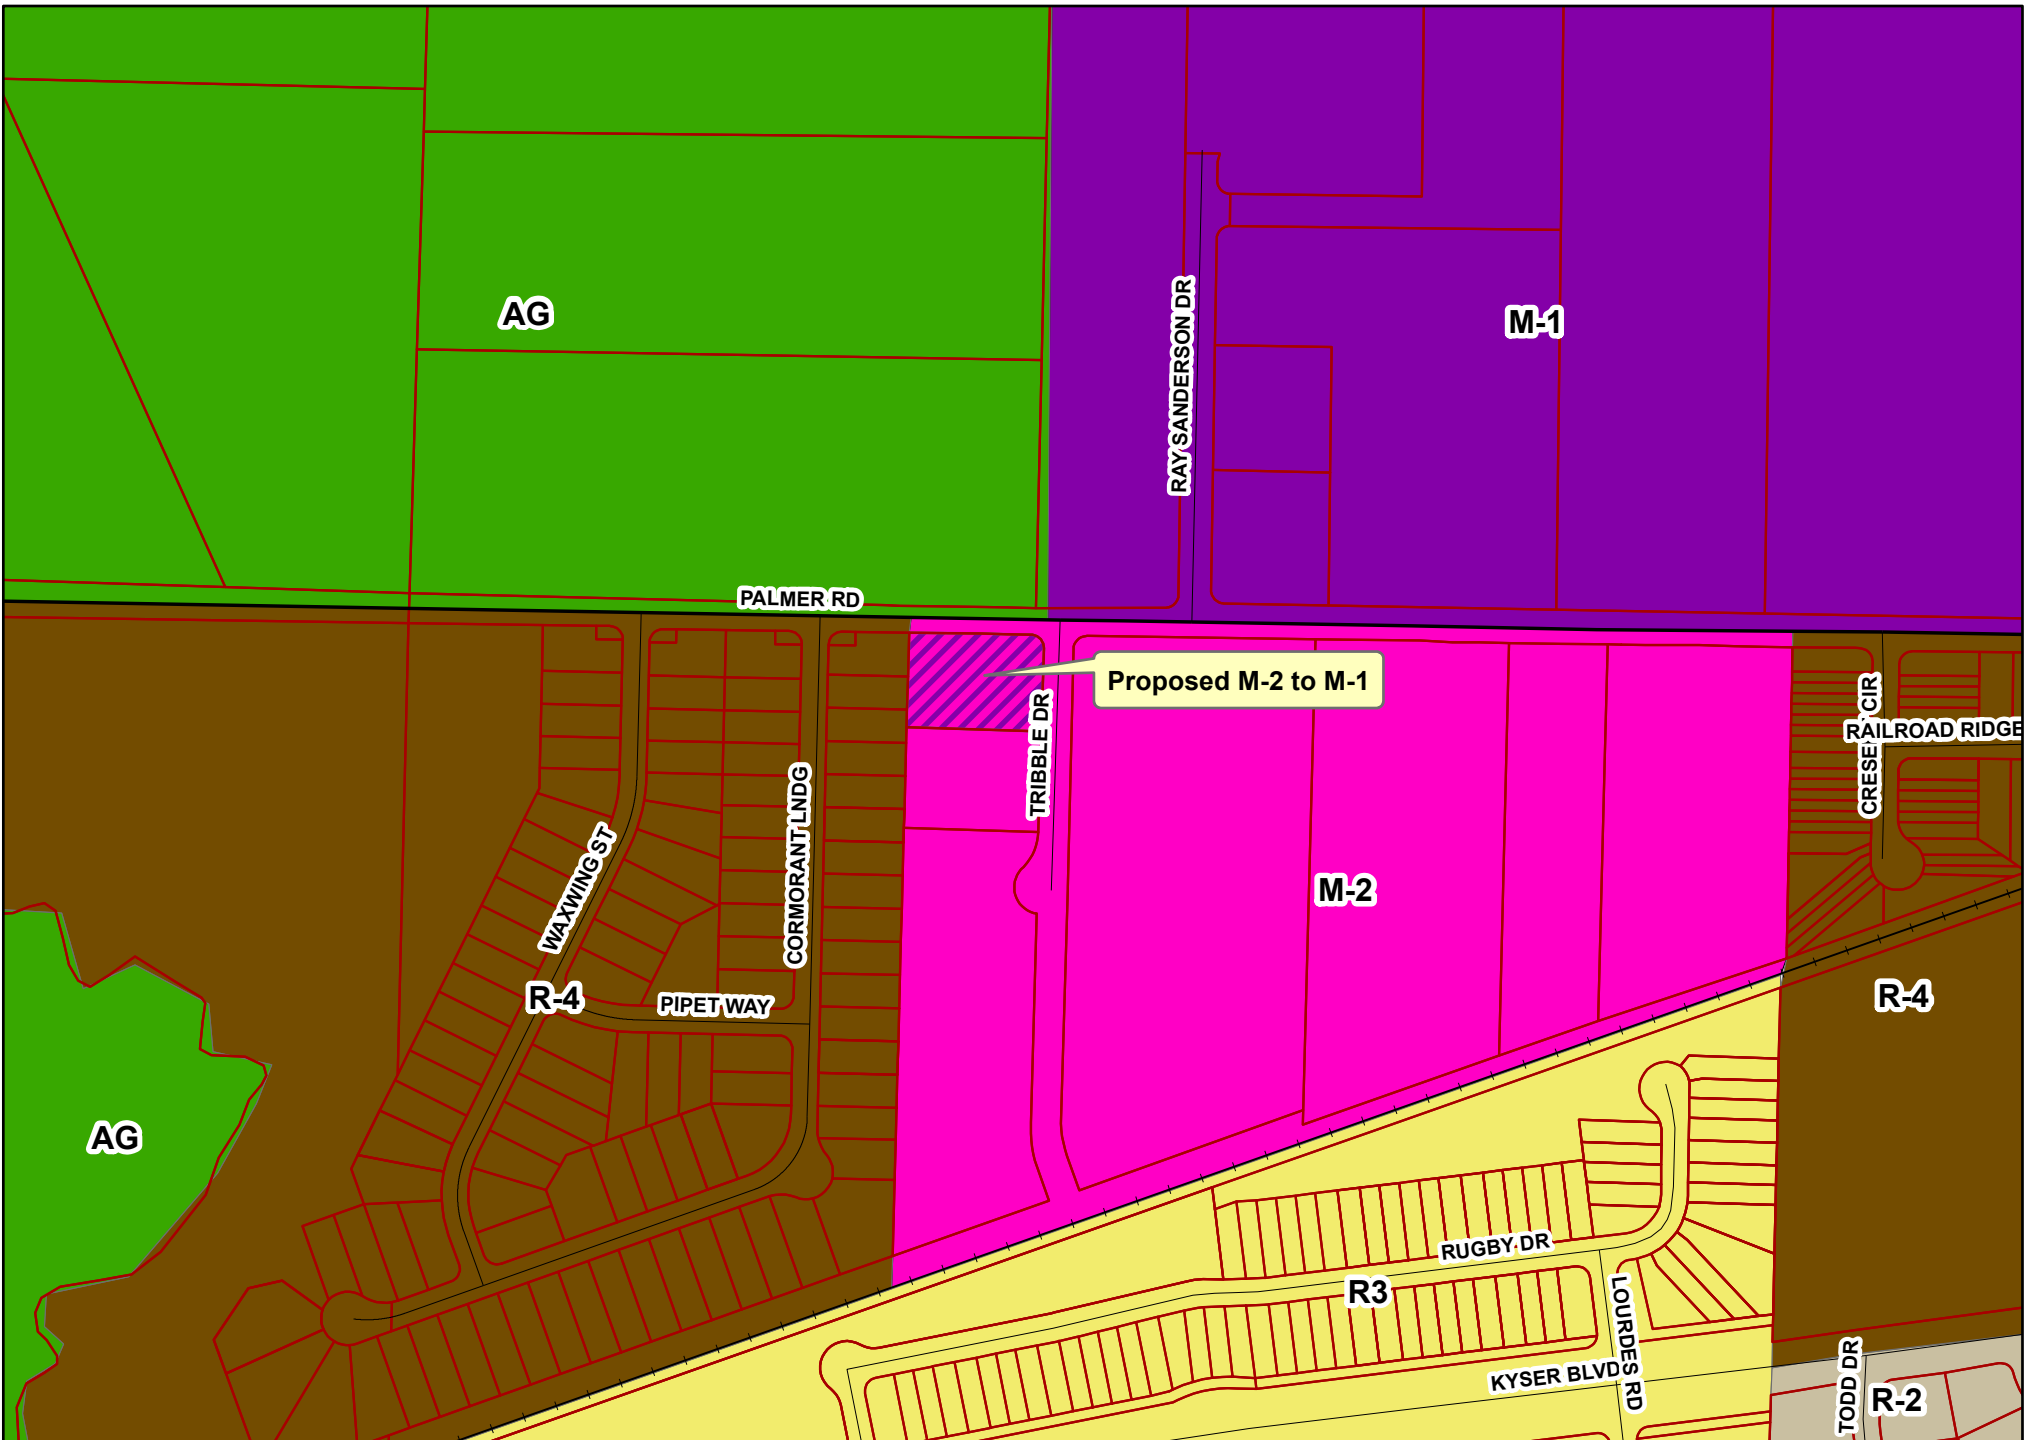 AG
M-1
RAY SANDERSON DR
PALMER RD
Proposed M-2 to M-1
TRIBBLE DR
CORMORANT LNDG
WAXWING ST
RAILROAD RIDGE
M-2
R-4
PIPET WAY
R-4
AG
RUGBY DR
R3
LOURDES RD
KYSER BLVD
TODD DR
R-2